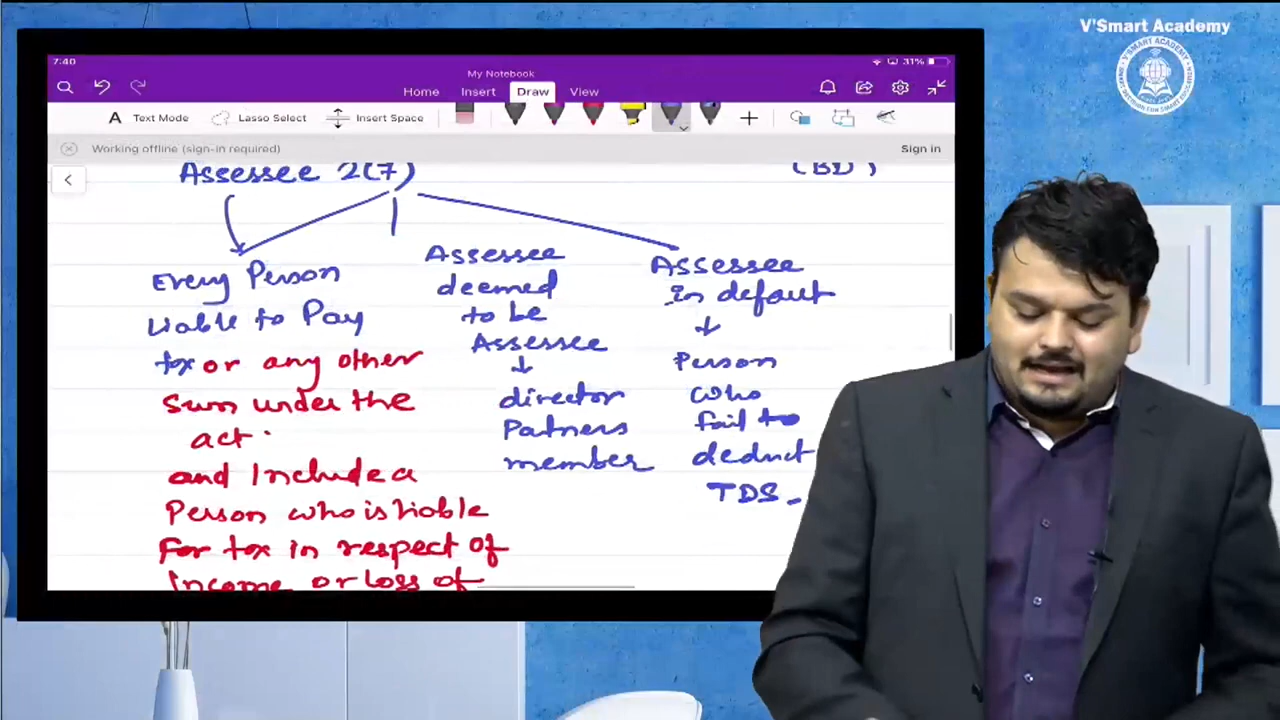 V'Smart Academy
7:40
31%
My Notebook
Home Insert Draw View
Text Mode Lasso Select Insert Space
Working offline (sign-in required) Sign in
Assessee 2(7)
(BD)
Every Person
liable to Pay
tax or any other
Sum under the
act
and Include a
Person who is liable
For tax in respect of
Income or loss of
Assessee
deemed
to be
Assessee
↓
director
Patners
member
Assessee
in defaut
↓
Person
who
fail to
deduct
TDS